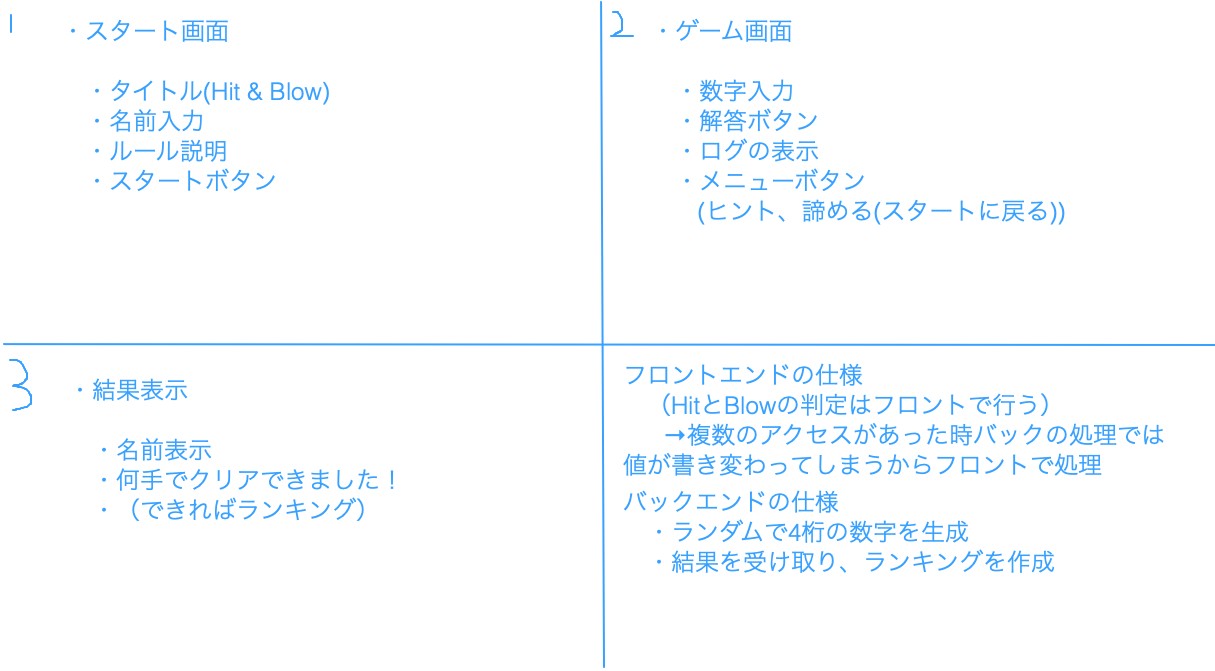 1
・スタート画面
・タイトル(Hit & Blow)
・名前入力
・ルール説明
・スタートボタン
2
・ゲーム画面
・数字入力
・解答ボタン
・ログの表示
・メニューボタン
(ヒント、諦める(スタートに戻る))
3
・結果表示
・名前表示
・何手でクリアできました！
・（できればランキング）
フロントエンドの仕様
（HitとBlowの判定はフロントで行う）
→複数のアクセスがあった時バックの処理では
値が書き変わってしまうからフロントで処理
バックエンドの仕様
・ランダムで4桁の数字を生成
・結果を受け取り、ランキングを作成